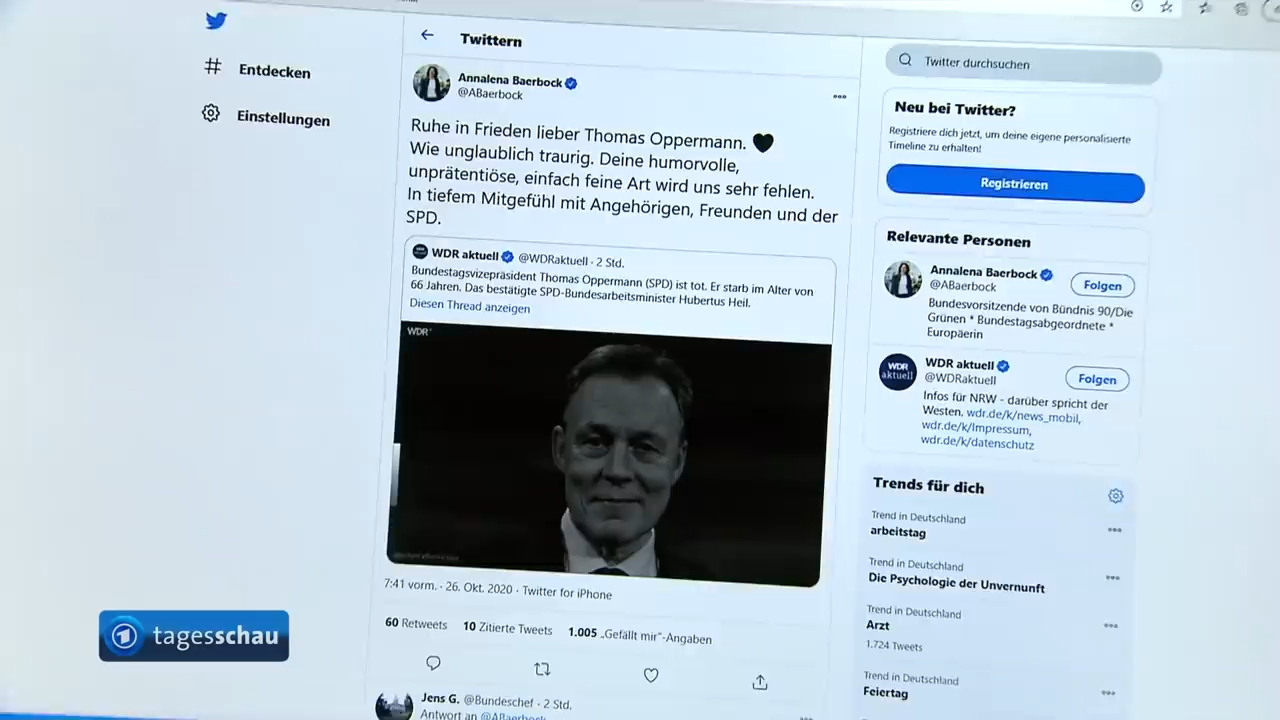 Entdecken
Einstellungen
Twittern
Annalena Baerbock
@ABaerbock
Ruhe in Frieden lieber Thomas Oppermann. 🖤
Wie unglaublich traurig. Deine humorvolle,
unprätentiöse, einfach feine Art wird uns sehr fehlen.
In tiefem Mitgefühl mit Angehörigen, Freunden und der
SPD.
WDR aktuell @WDRaktuell · 2 Std.
Bundestagsvizepräsident Thomas Oppermann (SPD) ist tot. Er starb im Alter von
66 Jahren. Das bestätigte SPD-Bundesarbeitsminister Hubertus Heil.
Diesen Thread anzeigen
WDR
7:41 vorm. · 26. Okt. 2020 · Twitter for iPhone
60 Retweets 10 Zitierte Tweets 1.005 „Gefällt mir“-Angaben
Jens G. @Bundeschef · 2 Std.
Antwort an @ABaerbock
Twitter durchsuchen
Neu bei Twitter?
Registriere dich jetzt, um deine eigene personalisierte
Timeline zu erhalten!
Registrieren
Relevante Personen
Annalena Baerbock
@ABaerbock
Folgen
Bundesvorsitzende von Bündnis 90/Die
Grünen * Bundestagsabgeordnete *
Europäerin
WDR aktuell
WDR aktuell
@WDRaktuell
Folgen
Infos für NRW - darüber spricht der
Westen. wdr.de/k/news_mobil,
wdr.de/k/Impressum,
wdr.de/k/datenschutz
Trends für dich
Trend in Deutschland
arbeitstag
Trend in Deutschland
Die Psychologie der Unvernunft
Trend in Deutschland
Arzt
1.724 Tweets
Trend in Deutschland
Feiertag
1 tagesschau